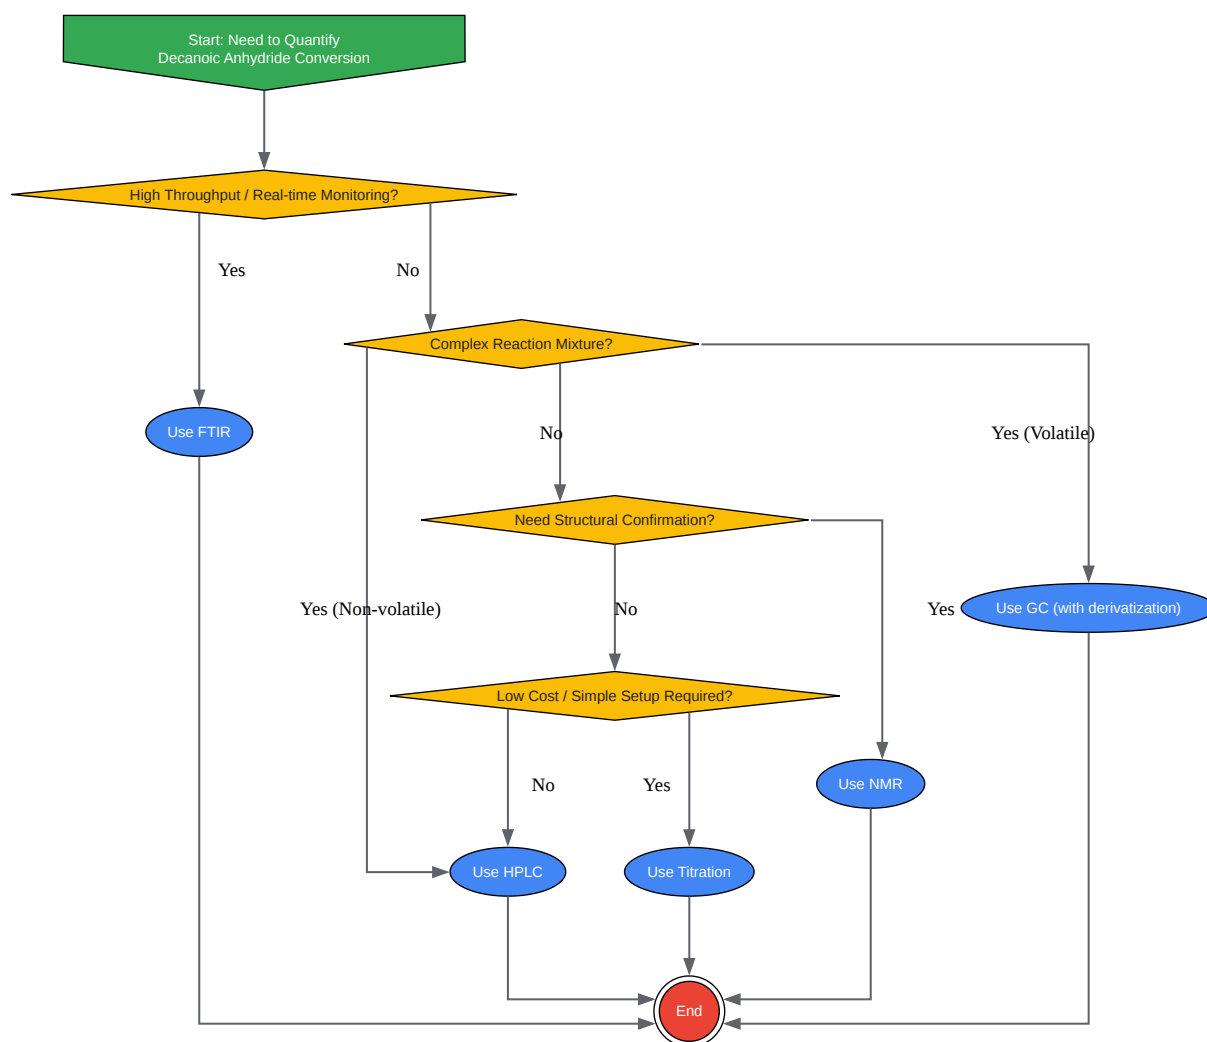 Start: Need to Quantify
Decanoic Anhydride Conversion
High Throughput / Real-time Monitoring?
Yes
No
Complex Reaction Mixture?
Use FTIR
No
Yes (Volatile)
Need Structural Confirmation?
Yes (Non-volatile)
No
Yes
Use GC (with derivatization)
Low Cost / Simple Setup Required?
No
Yes
Use NMR
Use HPLC
Use Titration
End